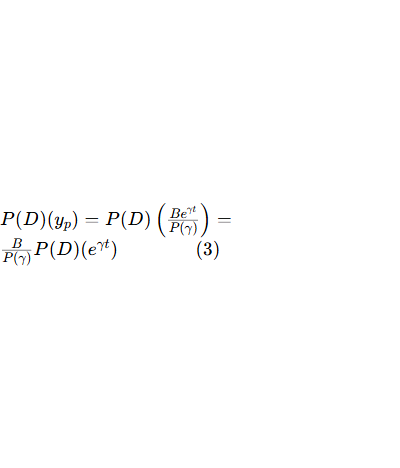 P(D)(y_p) = P(D) \left( \frac{Be^{\gamma t}}{P(\gamma)} \right) =
\frac{B}{P(\gamma)} P(D)(e^{\gamma t}) (3)